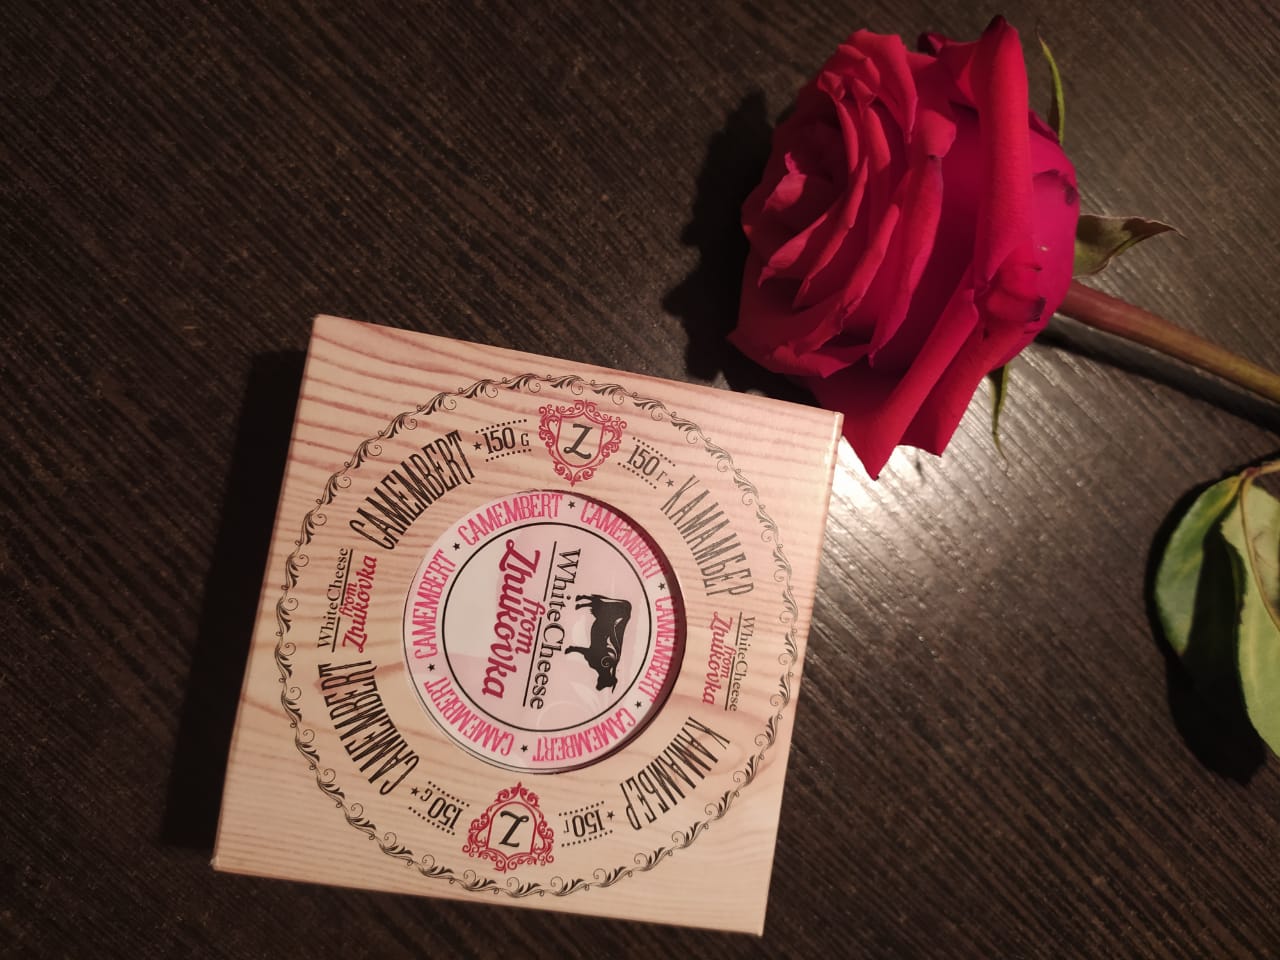 150 G
Z
150 г
CAMEMBERT
КАМАМБЕР
WhiteCheese
from
Zhukovka
WhiteCheese
from
Zhukovka
CAMEMBERT
КАМАМБЕР
150 G
Z
150 г
CAMEMBERT * CAMEMBERT * CAMEMBERT * CAMEMBERT * CAMEMBERT * CAMEMBERT * CAMEMBERT *
WhiteCheese
from
Zhukovka